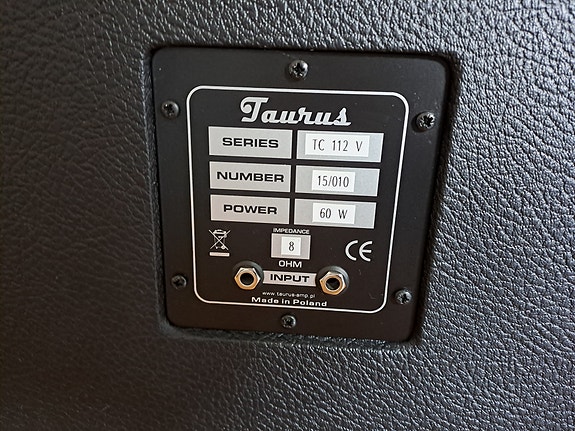 Taurus
SERIES TC 112 V
NUMBER 15/010
POWER 60 W
IMPEDANCE
8
OHM
CE
INPUT
www.taurus-amp.pl
Made in Poland